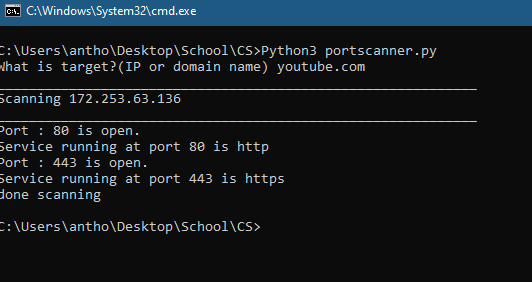 C:\Windows\System32\cmd.exe
C:\Users\antho\Desktop\School\CS>Python3 portscanner.py
What is target?(IP or domain name) youtube.com
Scanning 172.253.63.136
Port : 80 is open.
Service running at port 80 is http
Port : 443 is open.
Service running at port 443 is https
done scanning
C:\Users\antho\Desktop\School\CS>